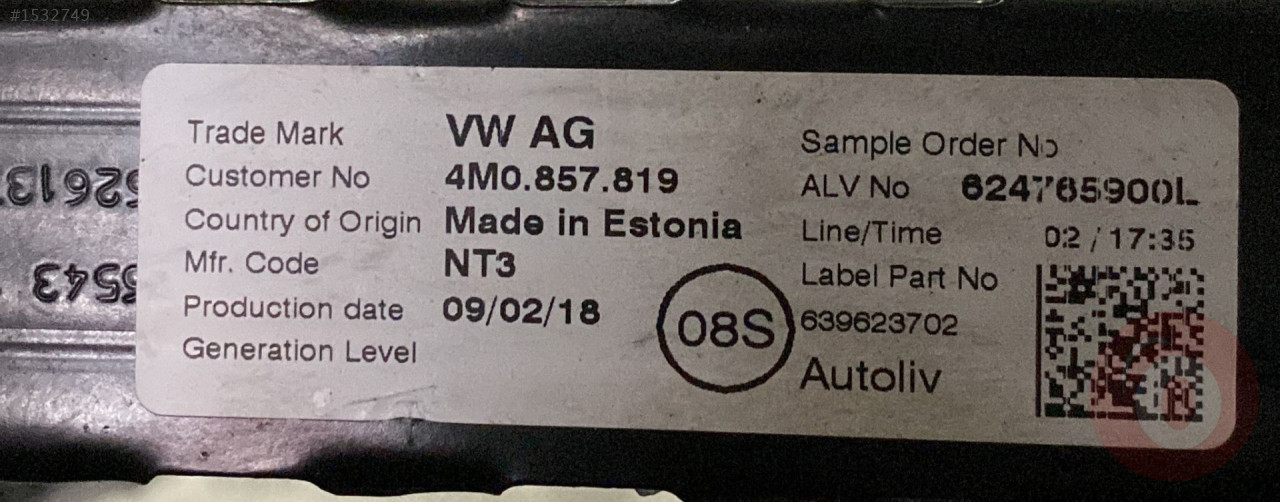 #1532749
Trade Mark VW AG
Customer No 4M0.857.819
Country of Origin Made in Estonia
Mfr. Code NT3
Production date 09/02/18
Generation Level
08S
Sample Order No
ALV No 624765900L
Line/Time 02 / 17:35
Label Part No
639623702
Autoliv